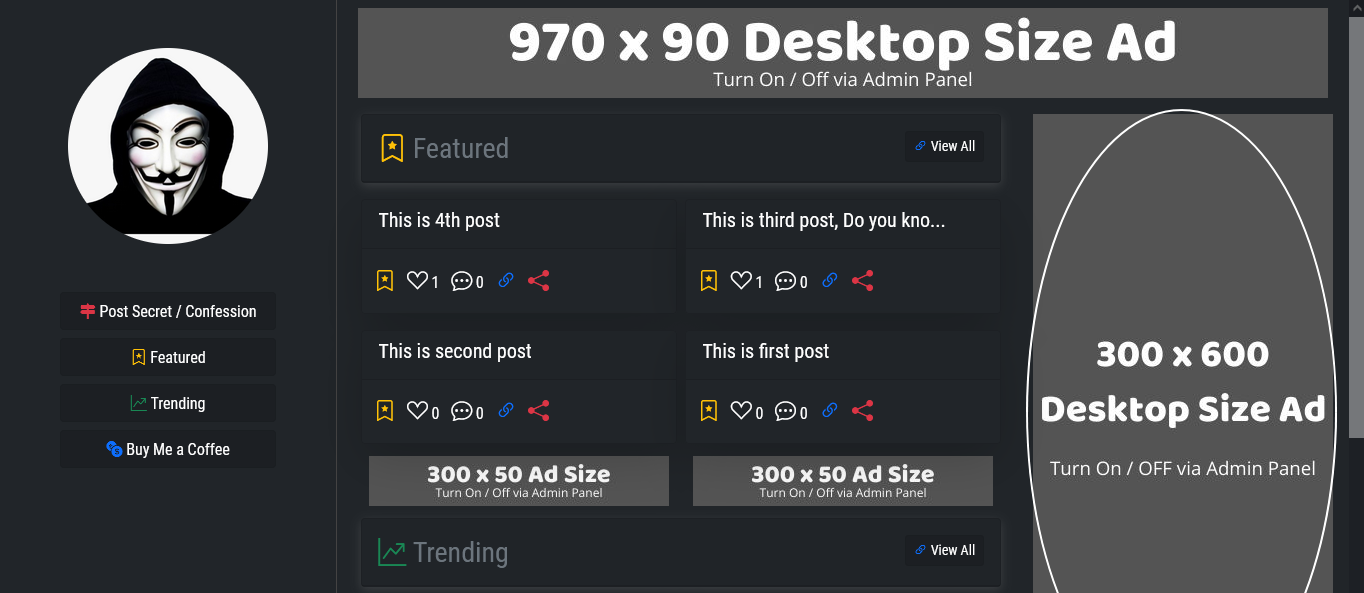 970 x 90 Desktop Size Ad
Turn On / Off via Admin Panel
Post Secret / Confession
Featured
Trending
Buy Me a Coffee
Featured
View All
This is 4th post
1
0
This is third post, Do you kno...
1
0
This is second post
0
0
This is first post
0
0
300 x 50 Ad Size
Turn On / Off via Admin Panel
300 x 50 Ad Size
Turn On / Off via Admin Panel
Trending
View All
300 x 600
Desktop Size Ad
Turn On / OFF via Admin Panel